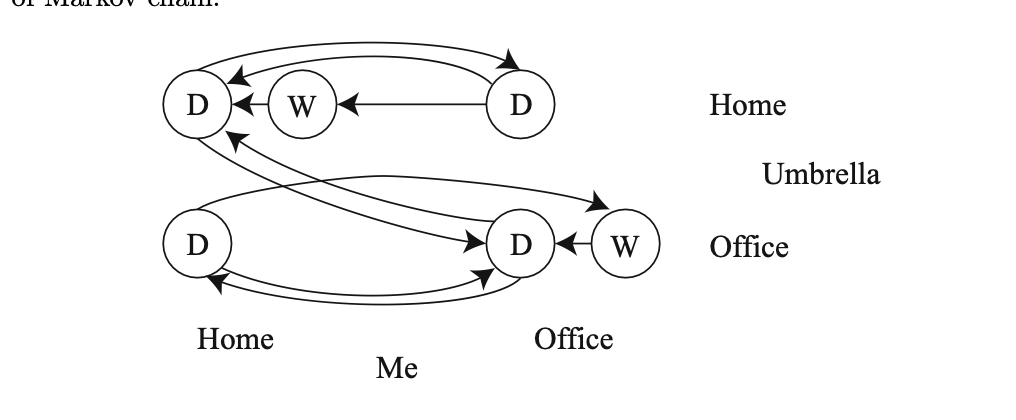 of Markov chain.
D W D Home
Umbrella
D D W Office
Home Office
Me